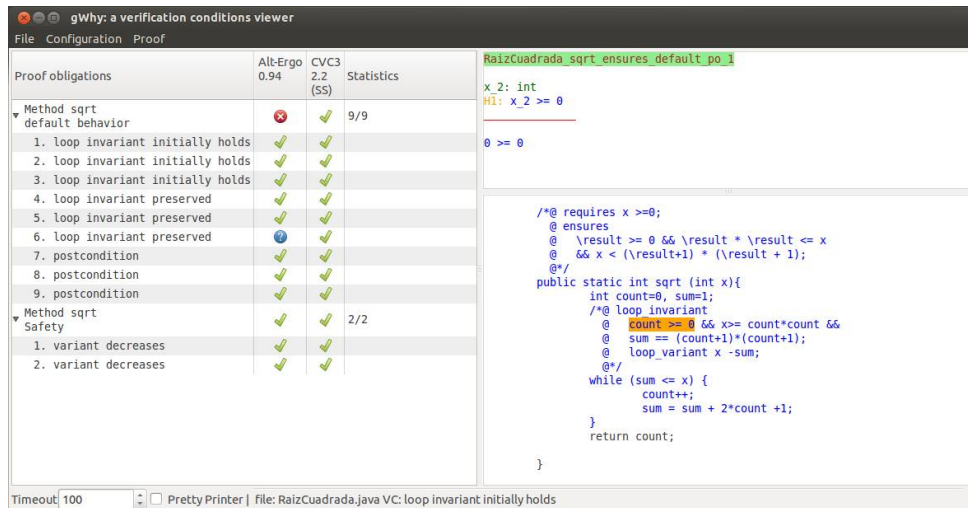 gWhy: a verification conditions viewer
File Configuration Proof
Proof obligations
Alt-Ergo 0.94
CVC3 2.2 (SS)
Statistics
Method sqrt
default behavior
9/9
1. loop invariant initially holds
2. loop invariant initially holds
3. loop invariant initially holds
4. loop invariant preserved
5. loop invariant preserved
6. loop invariant preserved
7. postcondition
8. postcondition
9. postcondition
Method sqrt
Safety
2/2
1. variant decreases
2. variant decreases
RaizCuadrada_sqrt_ensures_default_po_1
x_2: int
H1: x_2 >= 0
0 >= 0
/*@ requires x >=0;
@ ensures
@ \result >= 0 && \result * \result <= x
@ && x < (\result+1) * (\result + 1);
@*/
public static int sqrt (int x){
int count=0, sum=1;
/*@ loop_invariant
@ count >= 0 && x>= count*count &&
@ sum == (count+1)*(count+1);
@ loop_variant x -sum;
@*/
while (sum <= x) {
count++;
sum = sum + 2*count +1;
}
return count;
}
Timeout 100 Pretty Printer | file: RaizCuadrada.java VC: loop invariant initially holds